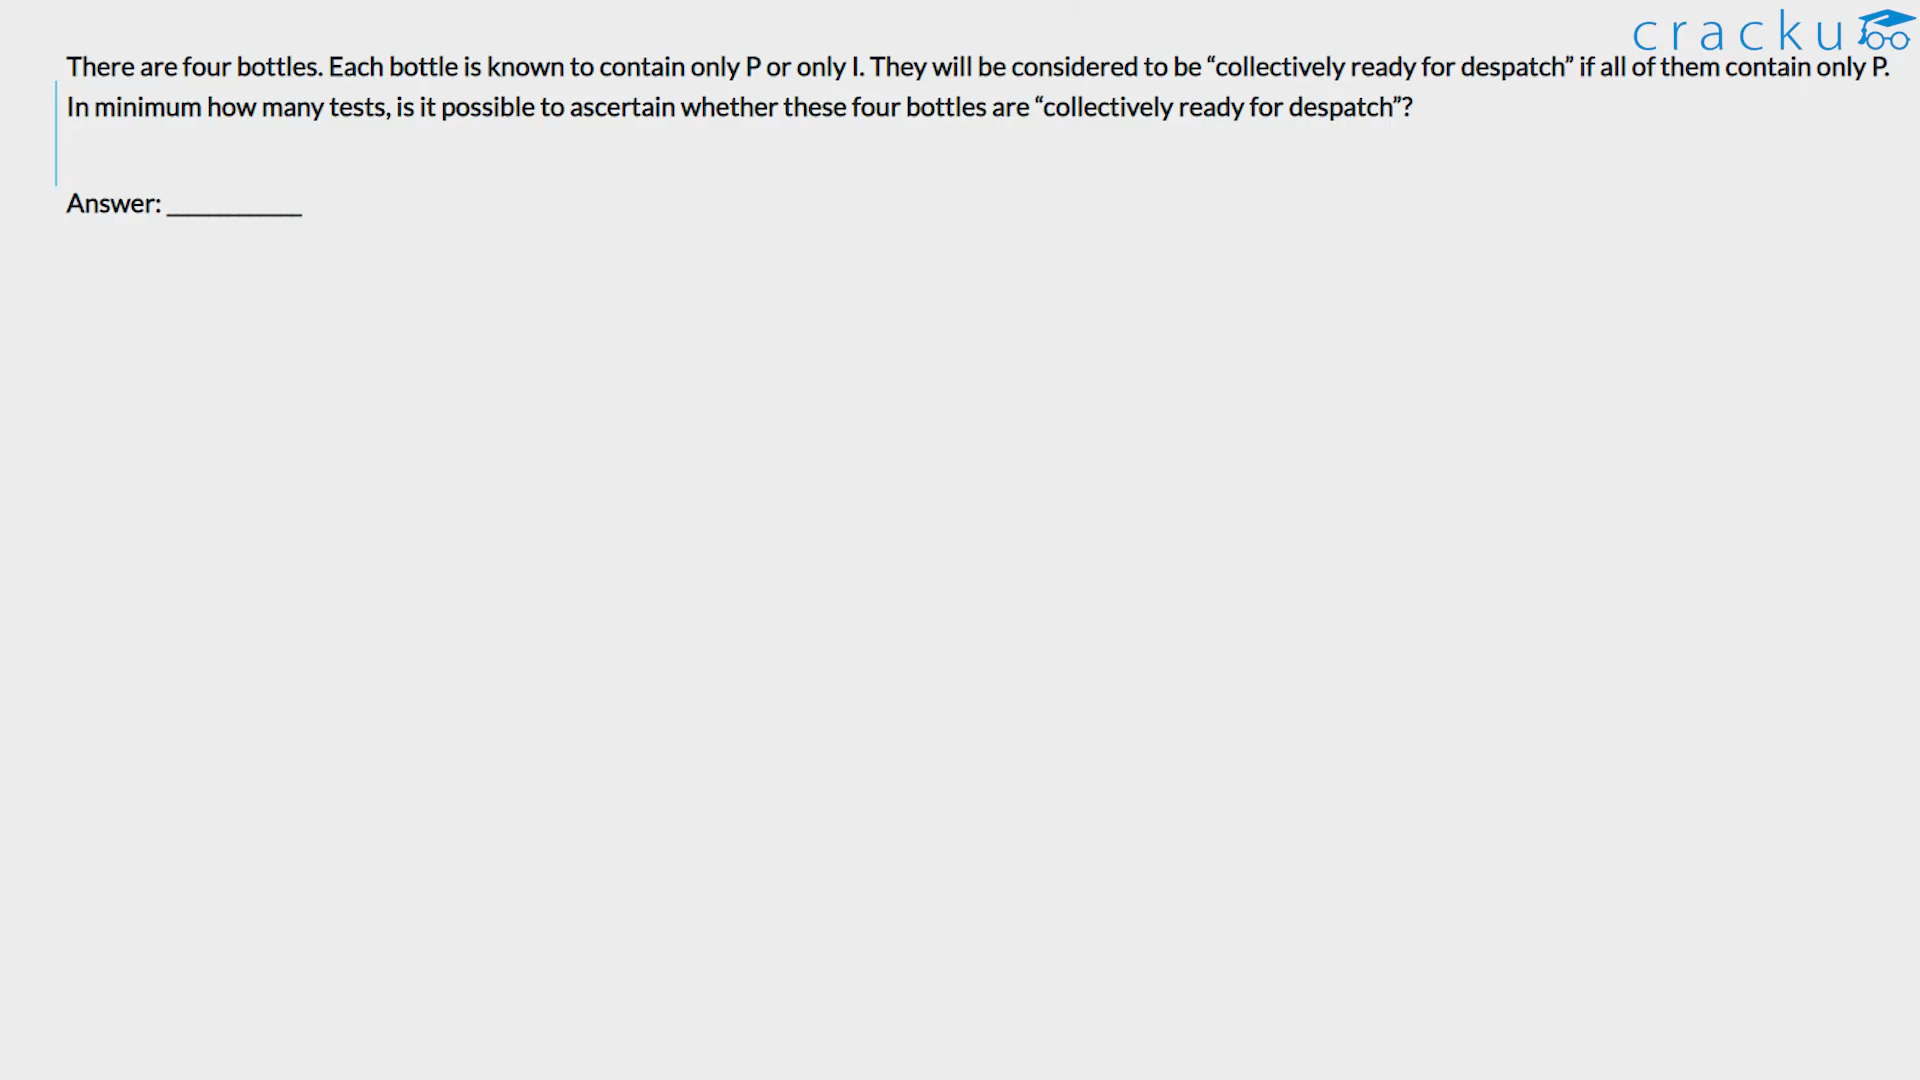 cracku
There are four bottles. Each bottle is known to contain only P or only I. They will be considered to be “collectively ready for despatch” if all of them contain only P.
In minimum how many tests, is it possible to ascertain whether these four bottles are “collectively ready for despatch”?
Answer: __________